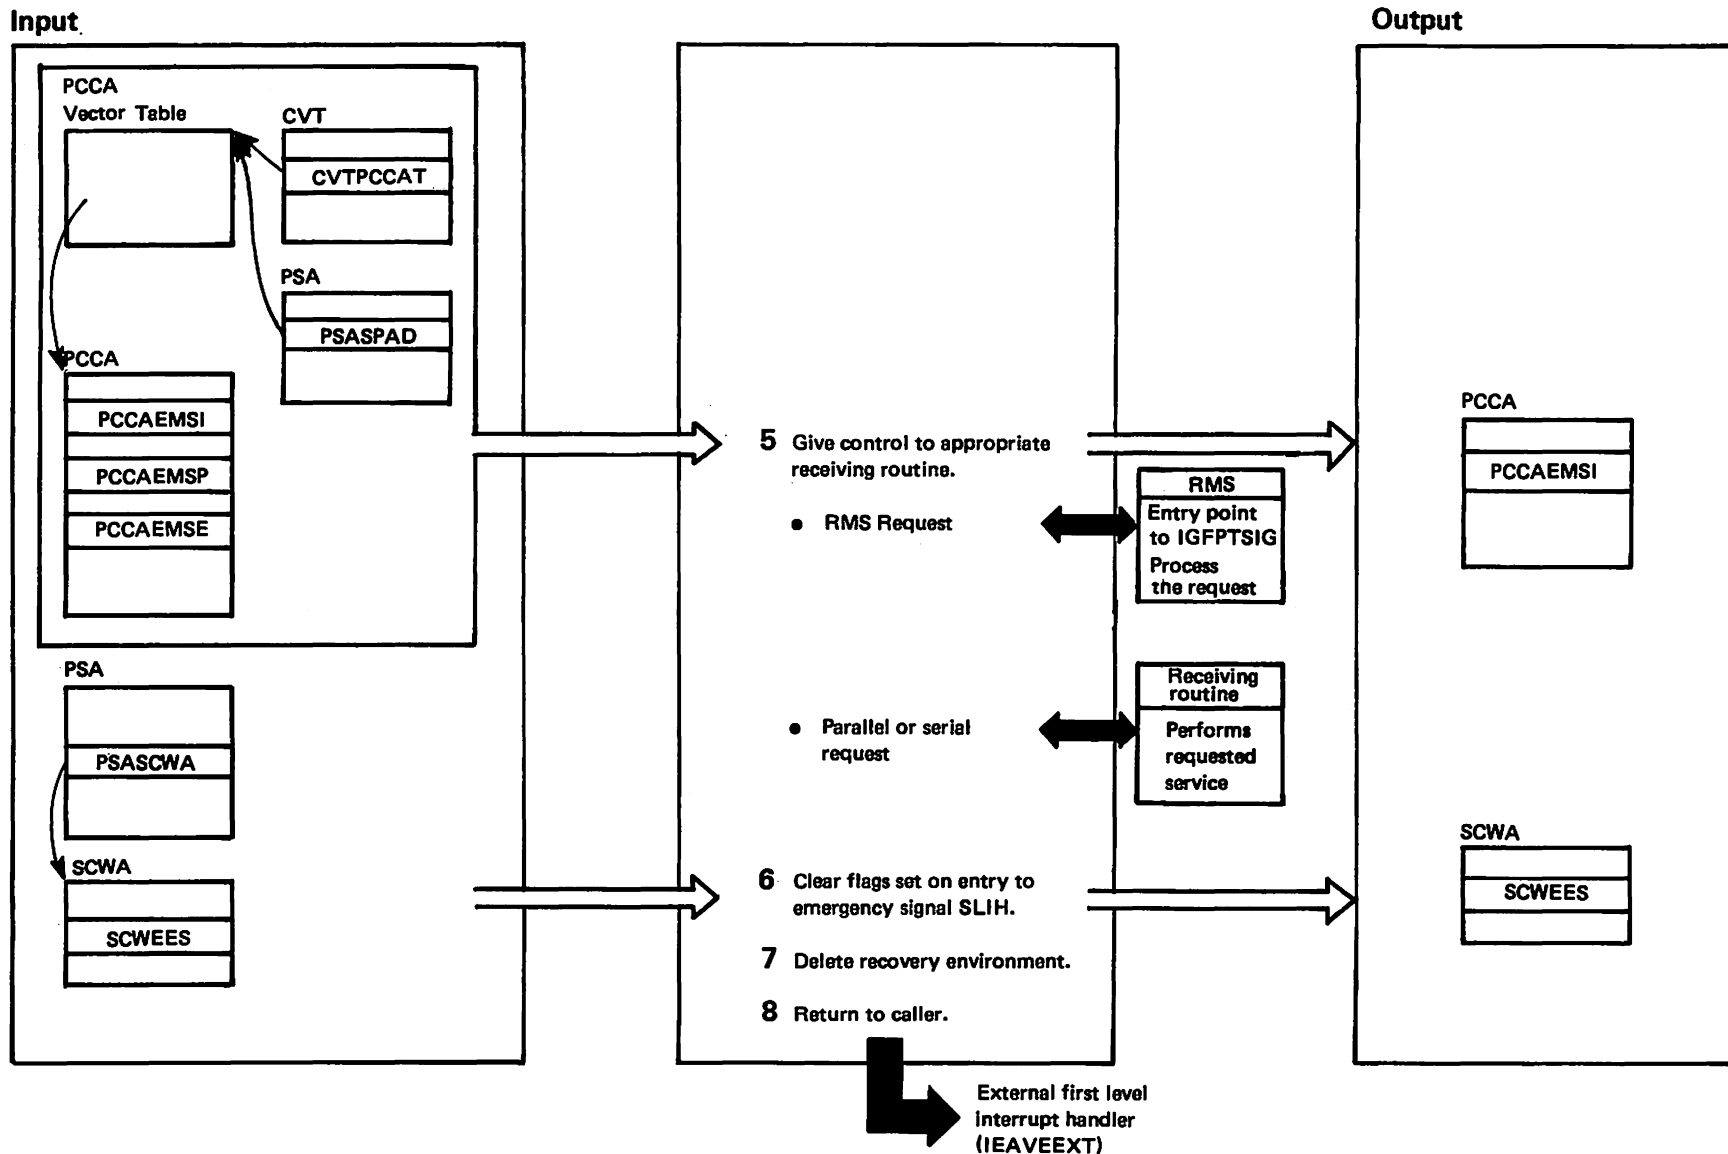 Input
PCCA
Vector Table
CVT
CVTPCCAT
PSA
PSASPAD
PCCA
PCCAEMSI
PCCAEMSP
PCCAEMSE
PSA
PSASCWA
SCWA
SCWEES
5 Give control to appropriate
receiving routine.
• RMS Request
• Parallel or serial
request
6 Clear flags set on entry to
emergency signal SLIH.
7 Delete recovery environment.
8 Return to caller.
External first level
interrupt handler
(IEAVEEXT)
RMS
Entry point
to IGFPTSIG
Process
the request
Receiving
routine
Performs
requested
service
Output
PCCA
PCCAEMSI
SCWA
SCWEES